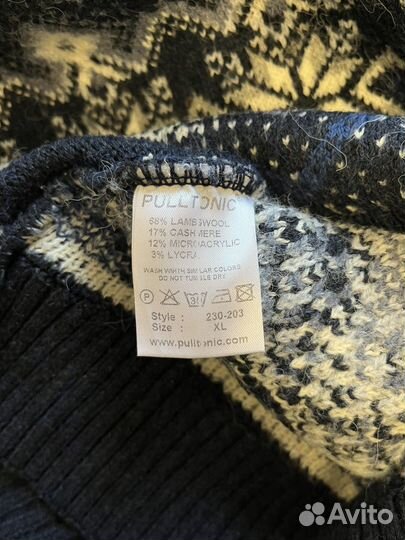 PULLTONIC
68% LAMBSWOOL
17% CASHMERE
12% MICROACRYLIC
3% LYCRA
WASH WHITH SIMILAR COLORS
DO NOT TUMBLE DRY
P
Style : 230-203
Size : XL
www.pulltonic.com
Avito